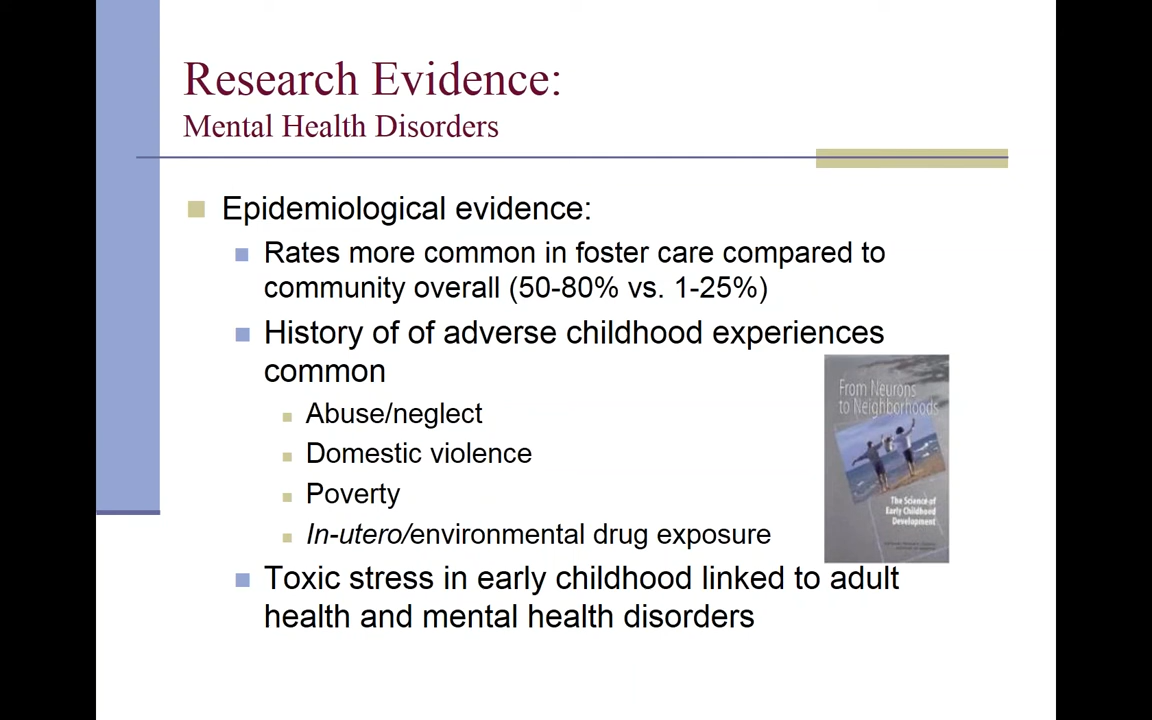 Research Evidence:
Mental Health Disorders
Epidemiological evidence:
Rates more common in foster care compared to
community overall (50-80% vs. 1-25%)
History of of adverse childhood experiences
common
Abuse/neglect
Domestic violence
Poverty
In-utero/environmental drug exposure
Toxic stress in early childhood linked to adult
health and mental health disorders
From Neurons
to Neighborhoods
The Science of
Early Childhood
Development